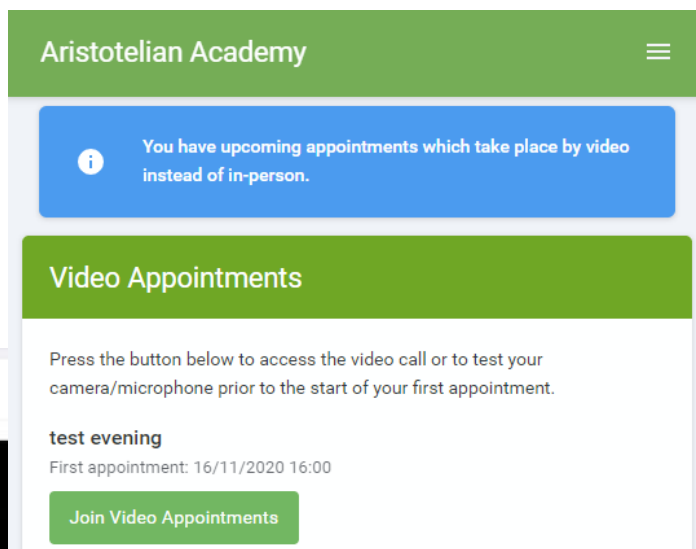 Aristotelian Academy
You have upcoming appointments which take place by video
instead of in-person.
Video Appointments
Press the button below to access the video call or to test your
camera/microphone prior to the start of your first appointment.
test evening
First appointment: 16/11/2020 16:00
Join Video Appointments